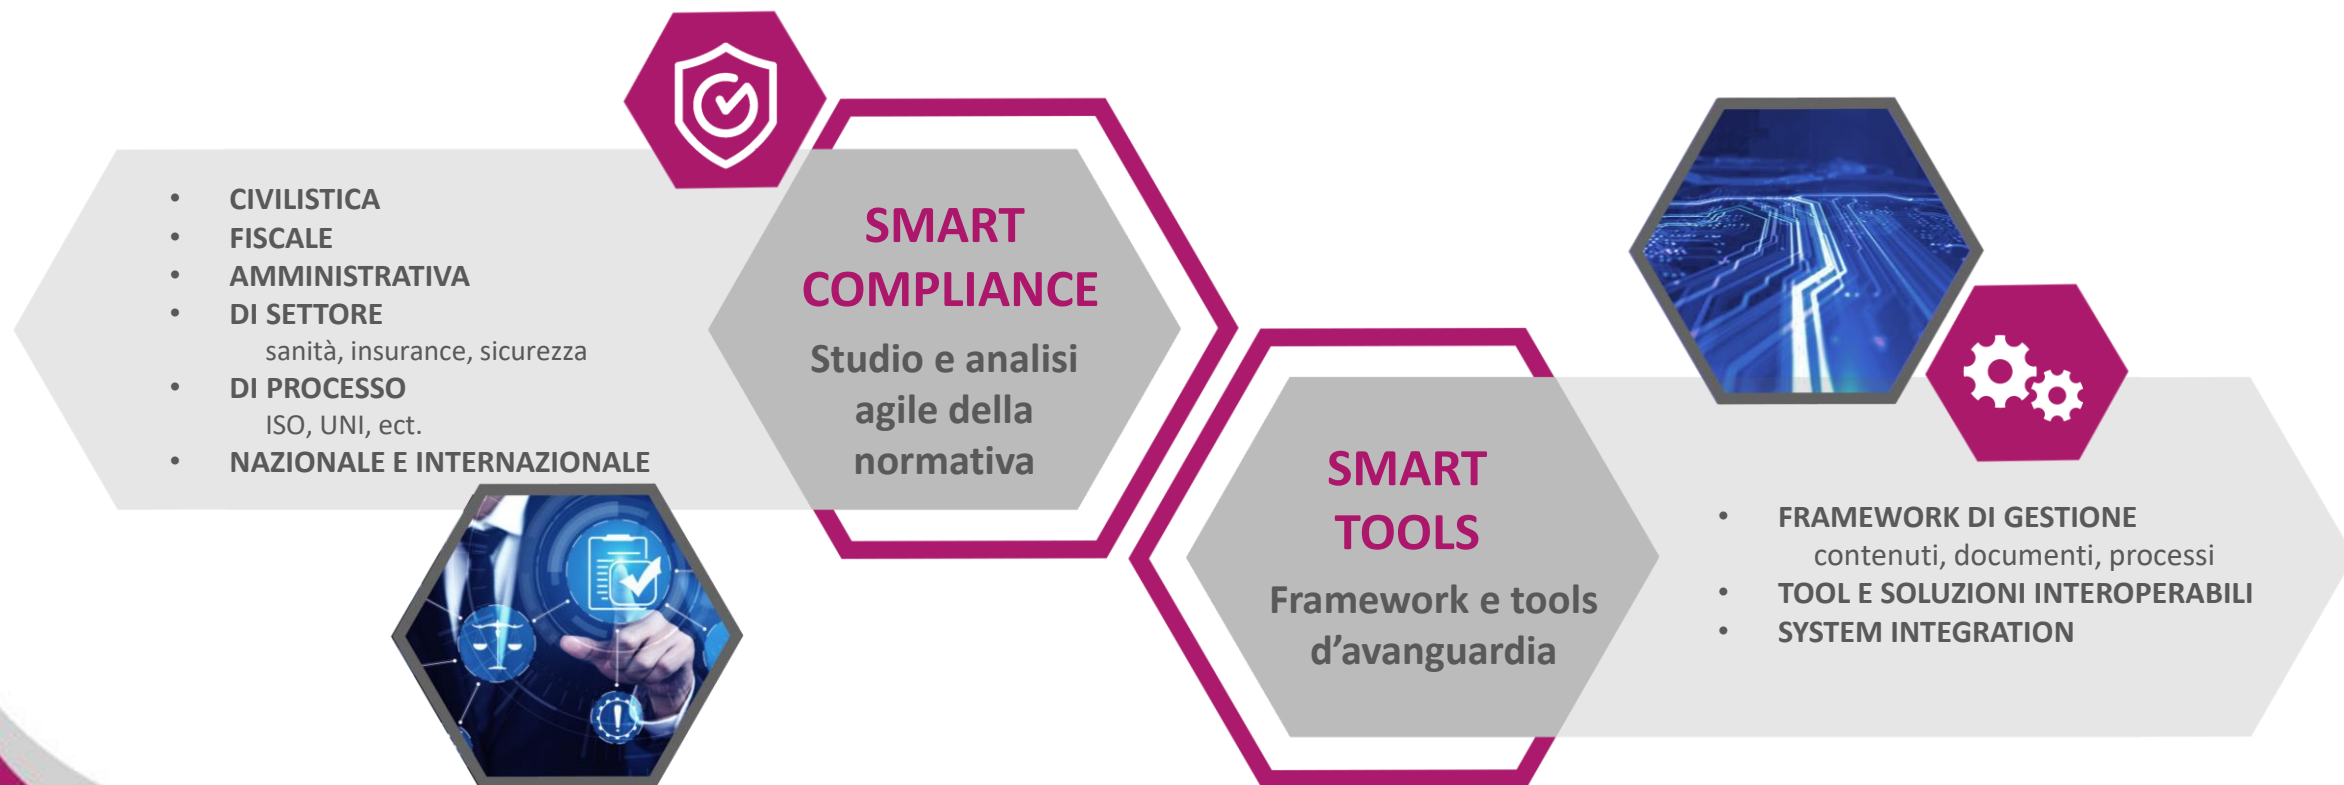 • CIVILISTICA
• FISCALE
• AMMINISTRATIVA
• DI SETTORE
sanità, insurance, sicurezza
• DI PROCESSO
ISO, UNI, ect.
• NAZIONALE E INTERNAZIONALE
SMART
COMPLIANCE
Studio e analisi
agile della
normativa
SMART
TOOLS
Framework e tools
d’avanguardia
• FRAMEWORK DI GESTIONE
contenuti, documenti, processi
• TOOL E SOLUZIONI INTEROPERABILI
• SYSTEM INTEGRATION